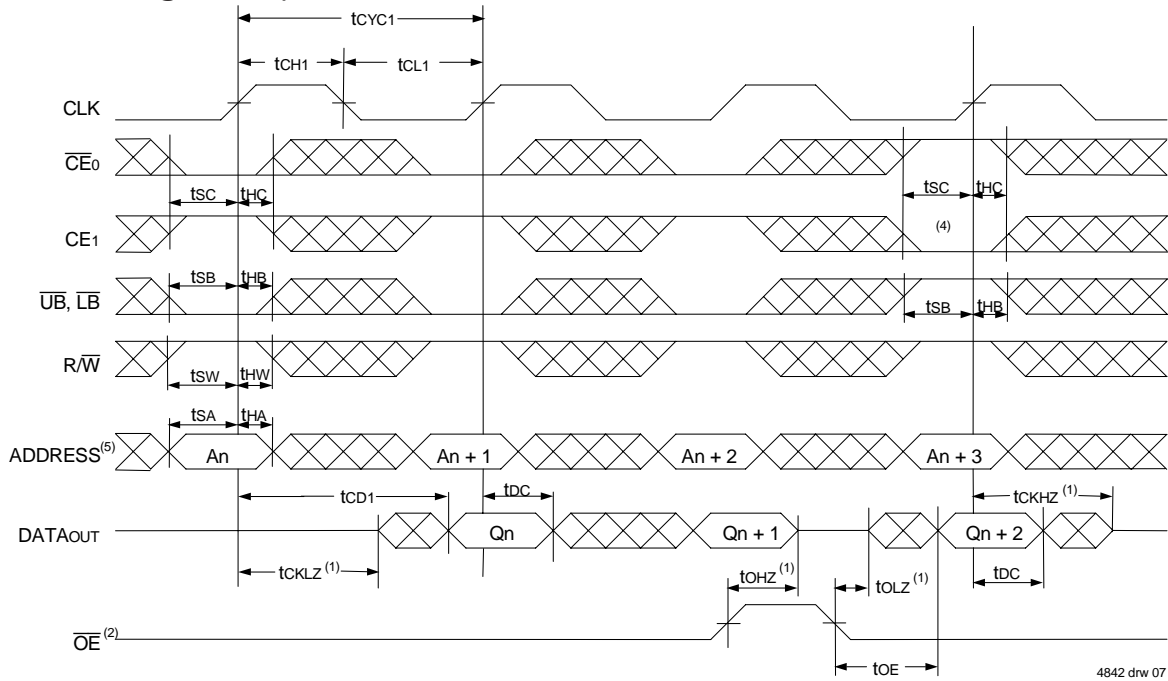 tCYC1
tCH1 tCL1
CLK
CE0
tSC tHC tSC tHC
(4)
CE1
tSB tHB
UB, LB
tSB tHB
R/W
tSW tHW
tSA tHA
ADDRESS(5) An An + 1 An + 2 An + 3
tCD1 tDC tCKHZ (1)
DATAOUT Qn Qn + 1 Qn + 2
tCKLZ (1) tOHZ (1) tOLZ (1) tDC
OE (2)
tOE
4842 drw 07